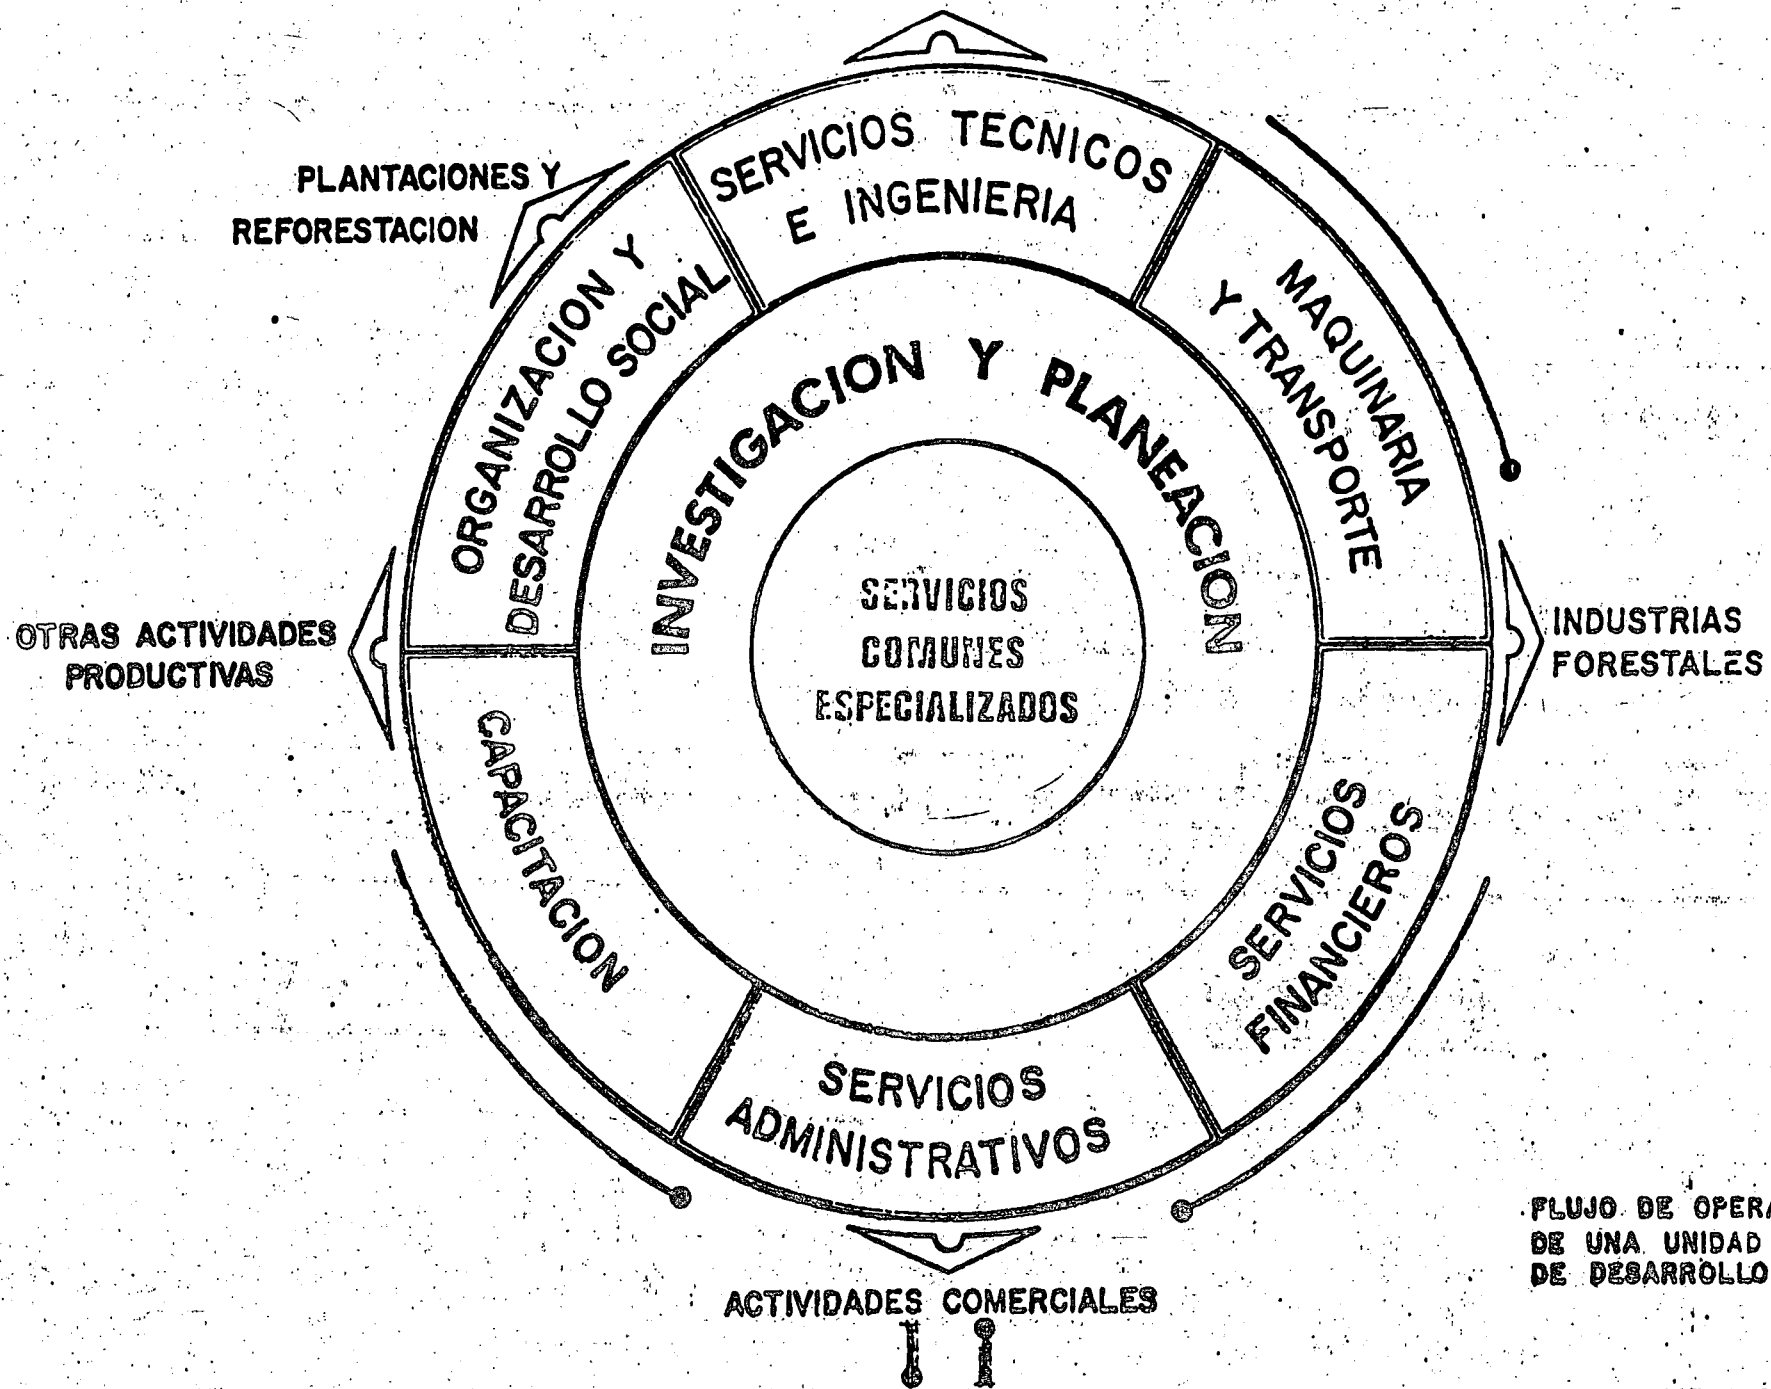 SERVICIOS TECNICOS
E INGENIERIA
PLANTACIONES Y
REFORESTACION
ORGANIZACION Y
DESARROLLO SOCIAL
MAQUINARIA
Y TRANSPORTE
INVESTIGACION Y PLANEACION
SERVICIOS
COMUNES
ESPECIALIZADOS
OTRAS ACTIVIDADES
PRODUCTIVAS
INDUSTRIAS
FORESTALES
CAPACITACION
SERVICIOS
FINANCIEROS
SERVICIOS
ADMINISTRATIVOS
ACTIVIDADES COMERCIALES
FLUJO DE
DE UNA UNIDAD
DE DESARROLLO